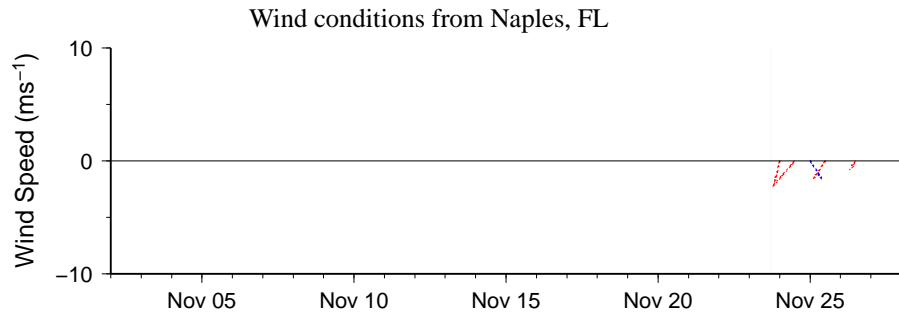 Wind conditions from Naples, FL
Wind Speed (ms⁻¹)
10
0
−10
Nov 05
Nov 10
Nov 15
Nov 20
Nov 25